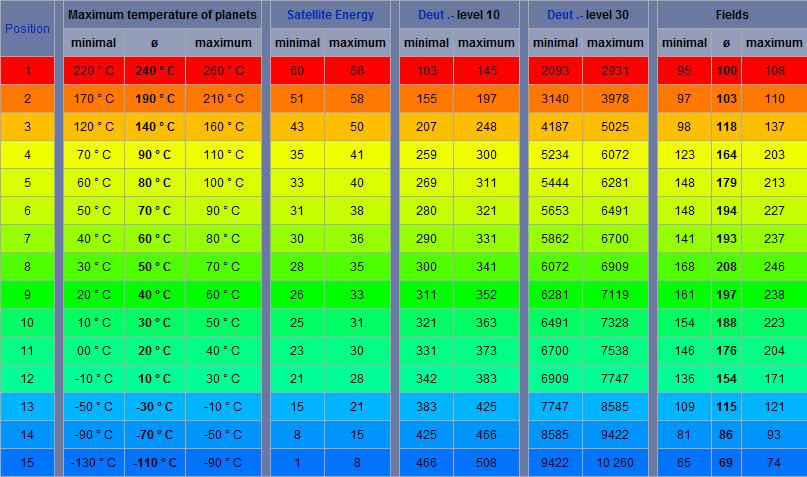 Position Maximum temperature of planets Satellite Energy Deut .- level 10 Deut .- level 30 Fields
minimal ø maximum minimal maximum minimal maximum minimal maximum minimal ø maximum
1 220 ° C 240 ° C 260 ° C 60 66 103 145 2093 2931 95 100 108
2 170 ° C 190 ° C 210 ° C 51 58 155 197 3140 3978 97 103 110
3 120 ° C 140 ° C 160 ° C 43 50 207 248 4187 5025 98 118 137
4 70 ° C 90 ° C 110 ° C 35 41 259 300 5234 6072 123 164 203
5 60 ° C 80 ° C 100 ° C 33 40 269 311 5444 6281 148 179 213
6 50 ° C 70 ° C 90 ° C 31 38 280 321 5653 6491 148 194 227
7 40 ° C 60 ° C 80 ° C 30 36 290 331 5862 6700 141 193 237
8 30 ° C 50 ° C 70 ° C 28 35 300 341 6072 6909 168 208 246
9 20 ° C 40 ° C 60 ° C 26 33 311 352 6281 7119 161 197 238
10 10 ° C 30 ° C 50 ° C 25 31 321 363 6491 7328 154 188 223
11 00 ° C 20 ° C 40 ° C 23 30 331 373 6700 7538 146 176 204
12 -10 ° C 10 ° C 30 ° C 21 28 342 383 6909 7747 136 154 171
13 -50 ° C -30 ° C -10 ° C 15 21 383 425 7747 8585 109 115 121
14 -90 ° C -70 ° C -50 ° C 8 15 425 466 8585 9422 81 86 93
15 -130 ° C -110 ° C -90 ° C 1 8 466 508 9422 10 260 65 69 74